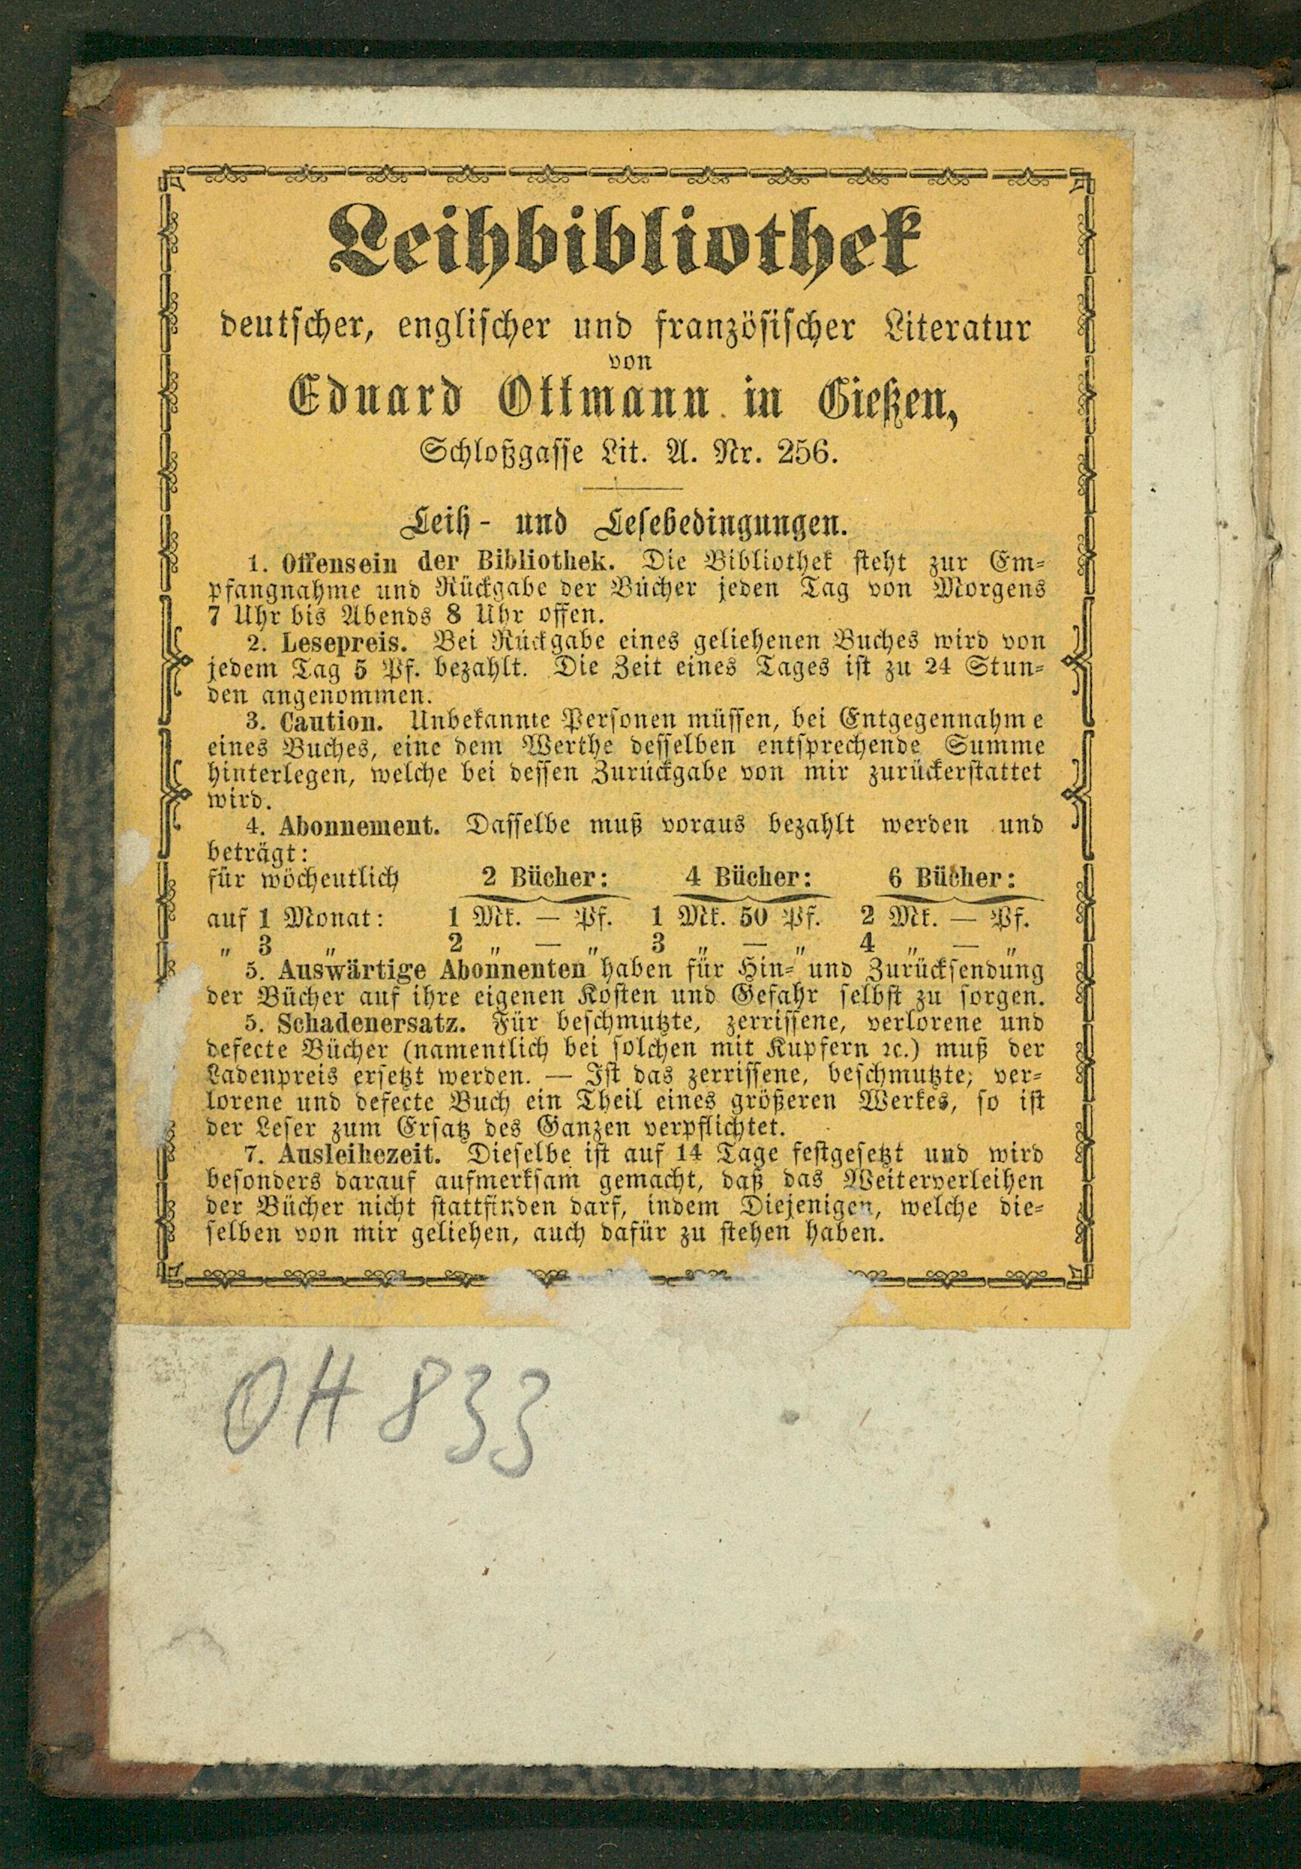 Leihbibliothek
deutscher, englischer und französischer Literatur
von
Eduard Ottmann in Gießen,
Schloßgasse Lit. A. Nr. 256.
Leih- und Lesebedingungen.
1. Offensein der Bibliothek. Die Bibliothek steht zur Em-
pfangnahme und Rückgabe der Bücher jeden Tag von Morgens
7 Uhr bis Abends 8 Uhr offen.
2. Lesepreis. Bei Rückgabe eines geliehenen Buches wird von
jedem Tag 5 Pf. bezahlt. Die Zeit eines Tages ist zu 24 Stun-
den angenommen.
3. Caution. Unbekannte Personen müssen, bei Entgegennahme
eines Buches, eine dem Werthe desselben entsprechende Summe
hinterlegen, welche bei dessen Zurückgabe von mir zurückerstattet
wird.
4. Abonnement. Dasselbe muß voraus bezahlt werden und
beträgt:
für wöchentlich 2 Bücher: 4 Bücher: 6 Bücher:
auf 1 Monat: 1 Mk. — Pf. 1 Mk. 50 Pf. 2 Mk. — Pf.
„ 3 „ 2 „ — „ 3 „ — „ 4 „ — „
5. Auswärtige Abonnenten haben für Hin- und Zurücksendung
der Bücher auf ihre eigenen Kosten und Gefahr selbst zu sorgen.
5. Schadenersatz. Für beschmutzte, zerrissene, verlorene und
defecte Bücher (namentlich bei solchen mit Kupfern ꝛc.) muß der
Ladenpreis ersetzt werden. — Ist das zerrissene, beschmutzte, ver-
lorene und defecte Buch ein Theil eines größeren Werkes, so ist
der Leser zum Ersatz des Ganzen verpflichtet.
7. Ausleihezeit. Dieselbe ist auf 14 Tage festgesetzt und wird
besonders darauf aufmerksam gemacht, daß das Weiterverleihen
der Bücher nicht stattfinden darf, indem Diejenigen, welche die-
selben von mir geliehen, auch dafür zu stehen haben.
OH 833